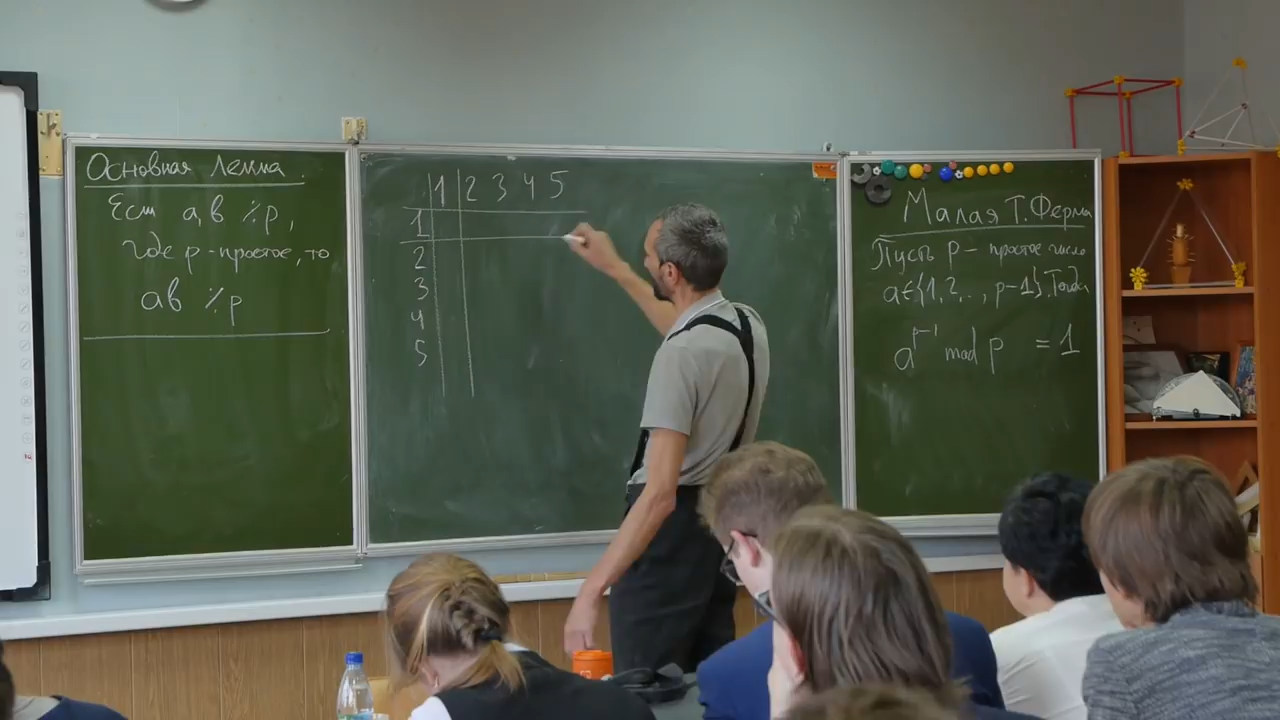 Основная Лемма.
Если a, b ⁒ p,
где p - простое, то
ab ⁒ p
1 2 3 4 5
1
2
3
4
5
Малая Т. Ферма
Пусть p – простое число
a ∈ {1, 2, .., p-1}. Тогда
a^{p-1} mod p = 1